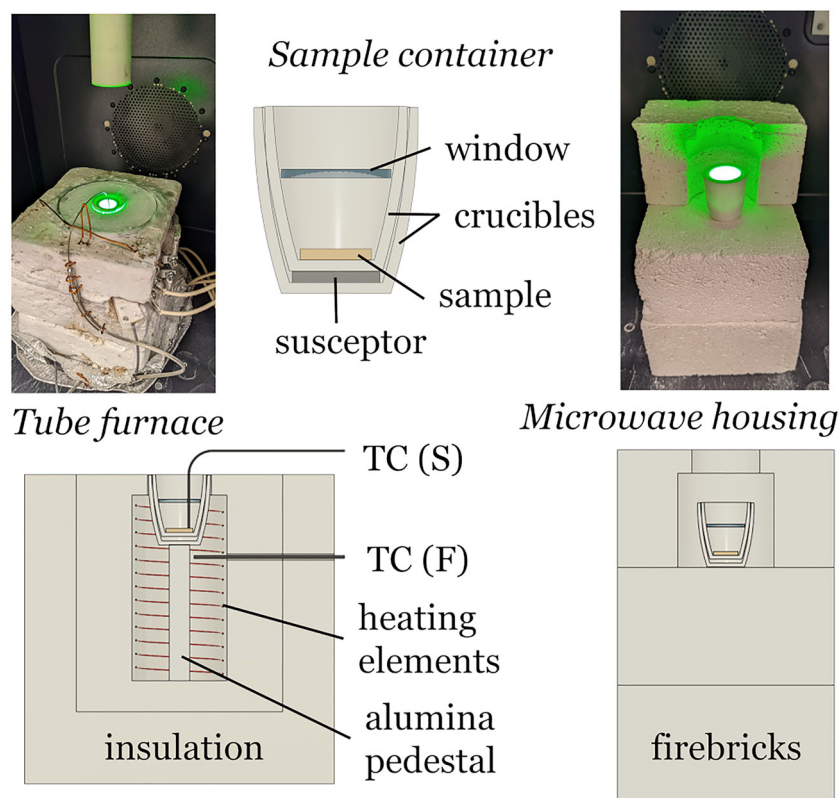 Sample container
window
crucibles
sample
susceptor
Tube furnace
Microwave housing
TC (S)
TC (F)
heating
elements
alumina
pedestal
insulation
firebricks